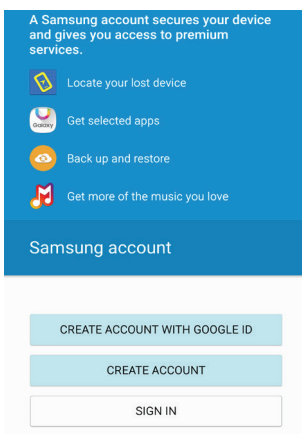 A Samsung account secures your device
and gives you access to premium
services.
Locate your lost device
Galaxy
Get selected apps
Back up and restore
Get more of the music you love
Samsung account
CREATE ACCOUNT WITH GOOGLE ID
CREATE ACCOUNT
SIGN IN